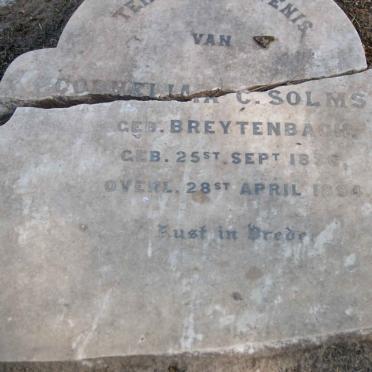 VAN
C. SOLMS
GEB. BREYTENBACH
GEB. 25ST. SEPT
OVERL. 28ST APRIL
Rust in Vrede